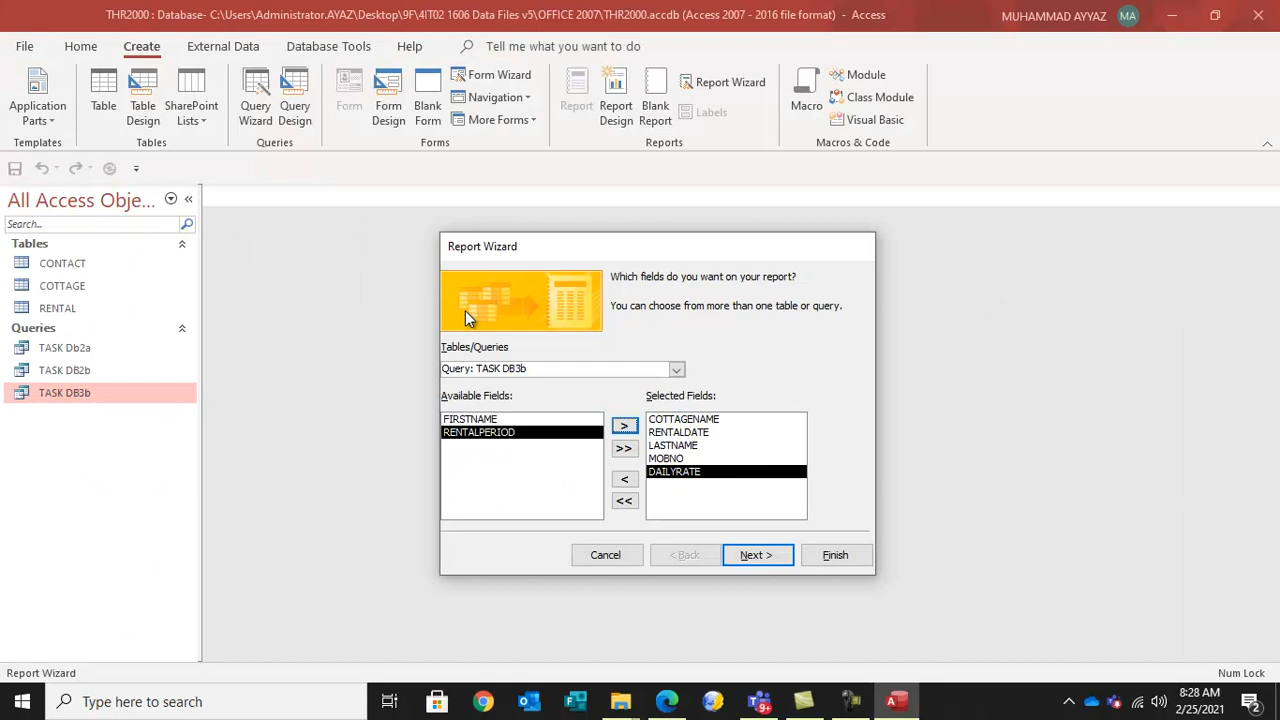 THR2000 : Database- C:\Users\Administrator.AYAZ\Desktop\9F\4IT02 1606 Data Files v5\OFFICE 2007\THR2000.accdb (Access 2007 - 2016 file format) - Access
MUHAMMAD AYYAZ MA
File Home Create External Data Database Tools Help Tell me what you want to do
Application Parts
Templates
Table
Table Design
SharePoint Lists
Tables
Query Wizard
Query Design
Queries
Form
Form Design
Blank Form
Form Wizard
Navigation
More Forms
Forms
Report
Report Design
Blank Report
Report Wizard
Labels
Reports
Macro
Module
Class Module
Visual Basic
Macros & Code
All Access Obje...
Search...
Tables
CONTACT
COTTAGE
RENTAL
Queries
TASK Db2a
TASK DB2b
TASK DB3b
Report Wizard
Which fields do you want on your report?
You can choose from more than one table or query.
Tables/Queries
Query: TASK DB3b
Available Fields:
FIRSTNAME
RENTALPERIOD
>
>>
<
<<
Selected Fields:
COTTAGENAME
RENTALDATE
LASTNAME
MOBNO
DAILYRATE
Cancel < Back Next > Finish
Report Wizard
Num Lock
Type here to search
9+
8:28 AM
2/25/2021
2